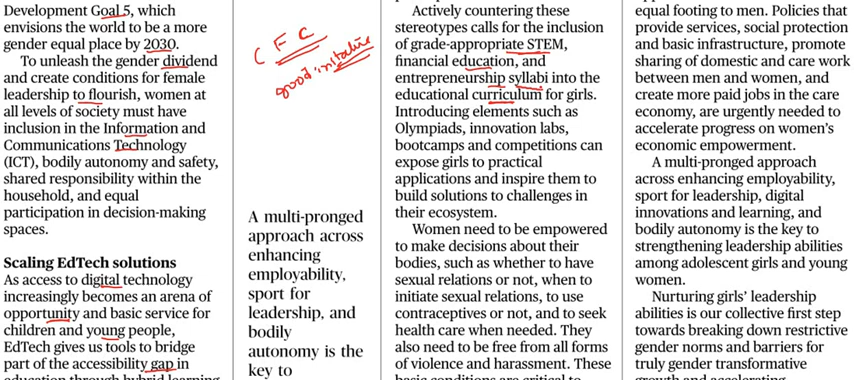 Development Goal 5, which
envisions the world to be a more
gender equal place by 2030.
To unleash the gender dividend
and create conditions for female
leadership to flourish, women at
all levels of society must have
inclusion in the Information and
Communications Technology
(ICT), bodily autonomy and safety,
shared responsibility within the
household, and equal
participation in decision-making
spaces.
Scaling EdTech solutions
As access to digital technology
increasingly becomes an arena of
opportunity and basic service for
children and young people,
EdTech gives us tools to bridge
part of the accessibility gap in
education through hybrid learning
CFC
good
A multi-pronged
approach across
enhancing
employability,
sport for
leadership, and
bodily
autonomy is the
key to
Actively countering these
stereotypes calls for the inclusion
of grade-appropriate STEM,
financial education, and
entrepreneurship syllabi into the
educational curriculum for girls.
Introducing elements such as
Olympiads, innovation labs,
bootcamps and competitions can
expose girls to practical
applications and inspire them to
build solutions to challenges in
their ecosystem.
Women need to be empowered
to make decisions about their
bodies, such as whether to have
sexual relations or not, when to
initiate sexual relations, to use
contraceptives or not, and to seek
health care when needed. They
also need to be free from all forms
of violence and harassment. These
basic conditions are critical to
equal footing to men. Policies that
provide services, social protection
and basic infrastructure, promote
sharing of domestic and care work
between men and women, and
create more paid jobs in the care
economy, are urgently needed to
accelerate progress on women's
economic empowerment.
A multi-pronged approach
across enhancing employability,
sport for leadership, digital
innovations and learning, and
bodily autonomy is the key to
strengthening leadership abilities
among adolescent girls and young
women.
Nurturing girls' leadership
abilities is our collective first step
towards breaking down restrictive
gender norms and barriers for
truly gender transformative
growth and accelerating